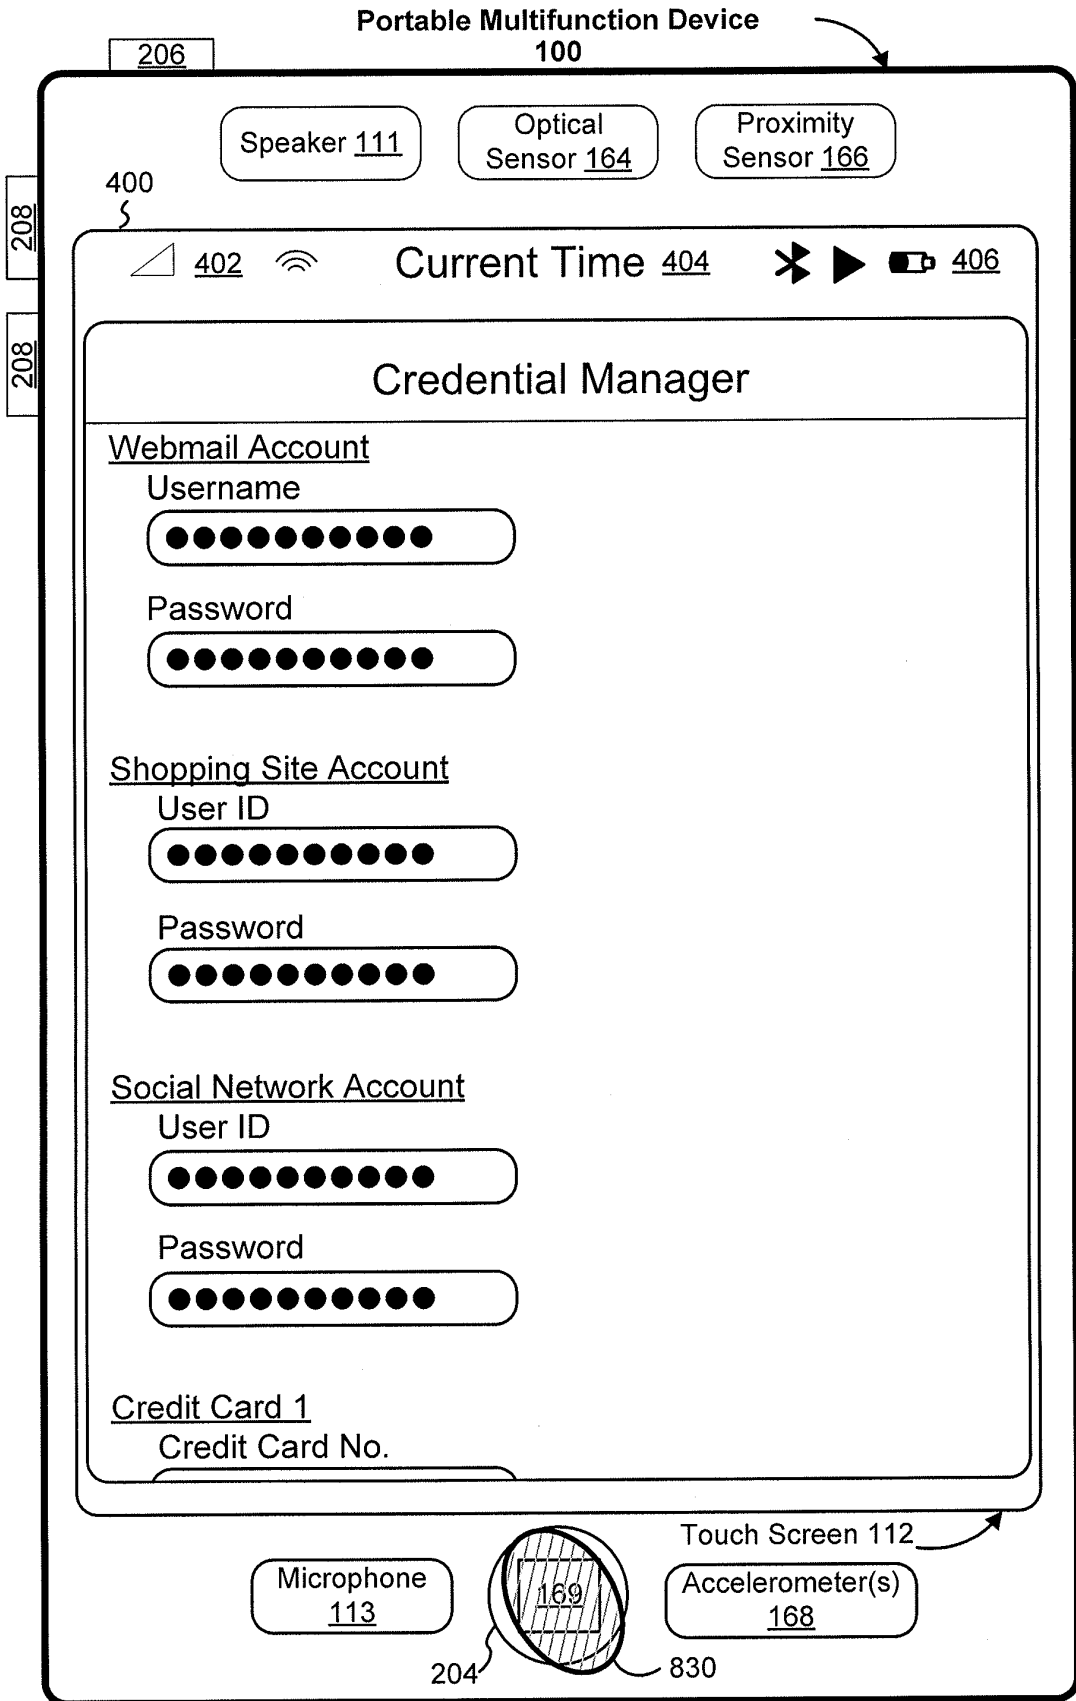 Portable Multifunction Device
100
206
Speaker 111
Optical
Sensor 164
Proximity
Sensor 166
400
208
402
Current Time 404
406
208
Credential Manager
Webmail Account
Username
●●●●●●●●●●
Password
●●●●●●●●●●
Shopping Site Account
User ID
●●●●●●●●●●
Password
●●●●●●●●●●
Social Network Account
User ID
●●●●●●●●●●
Password
●●●●●●●●●●
Credit Card 1
Credit Card No.
Touch Screen 112
Microphone
113
169
Accelerometer(s)
168
204
830